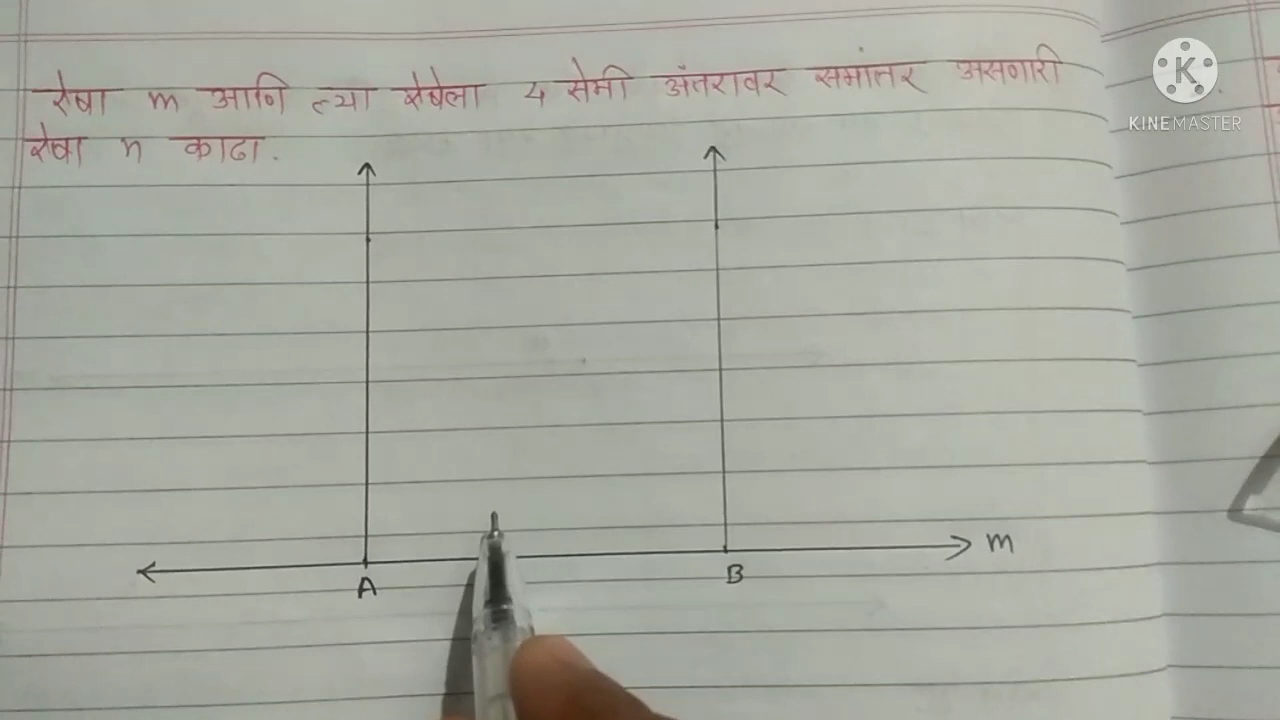 रेषा m आणि त्या रेषेला 4 सेमी अंतरावर समांतर असणारी
रेषा n काढा.
K
KINEMASTER
m
A
B